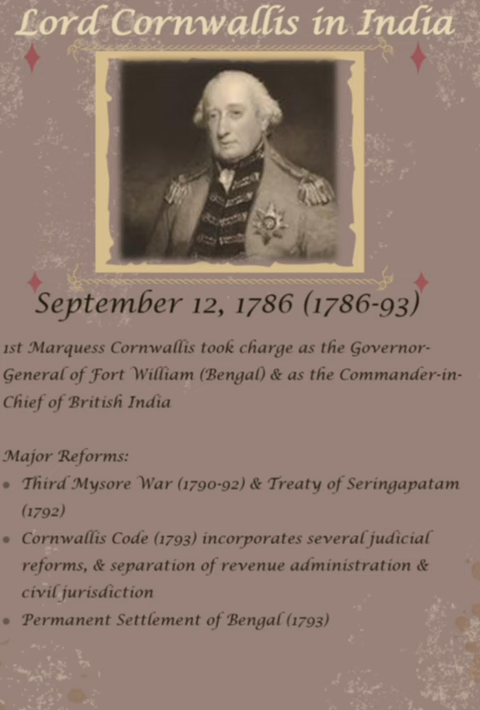 Lord Cornwallis in India
September 12, 1786 (1786-93)
1st Marquess Cornwallis took charge as the Governor-
General of Fort William (Bengal) & as the Commander-in-
Chief of British India
Major Reforms:
• Third Mysore War (1790-92) & Treaty of Seringapatam
(1792)
• Cornwallis Code (1793) incorporates several judicial
reforms, & separation of revenue administration &
civil jurisdiction
• Permanent Settlement of Bengal (1793)